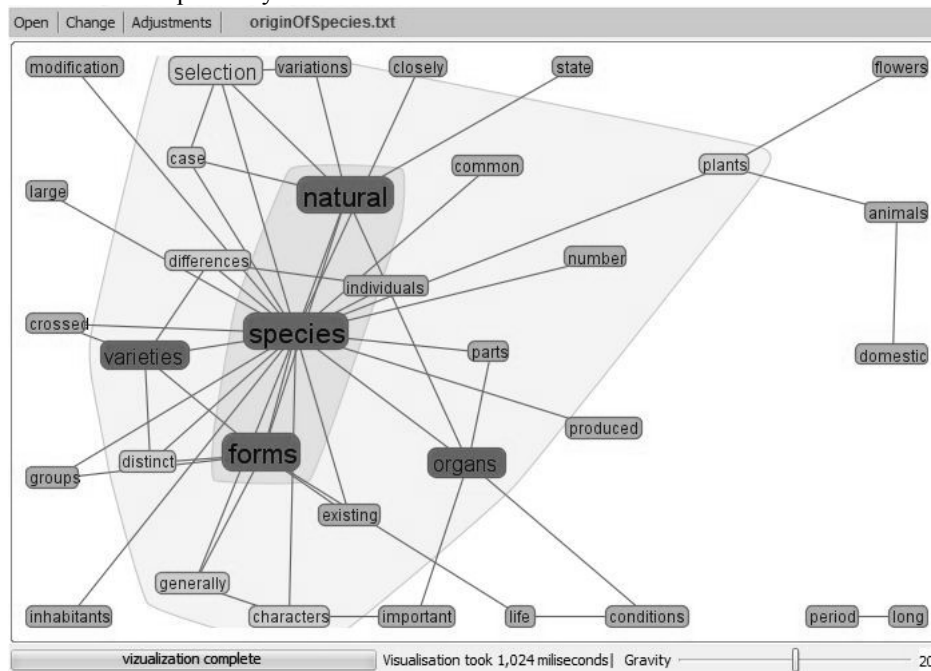 Open Change Adjustments originOfSpecies.txt
modification selection variations closely state flowers
case common plants
large natural animals
differences individuals number
crossed species
varieties parts domestic
produced
distinct forms organs
groups
existing
generally
inhabitants characters important life conditions period long
vizualization complete Visualisation took 1,024 miliseconds| Gravity 20